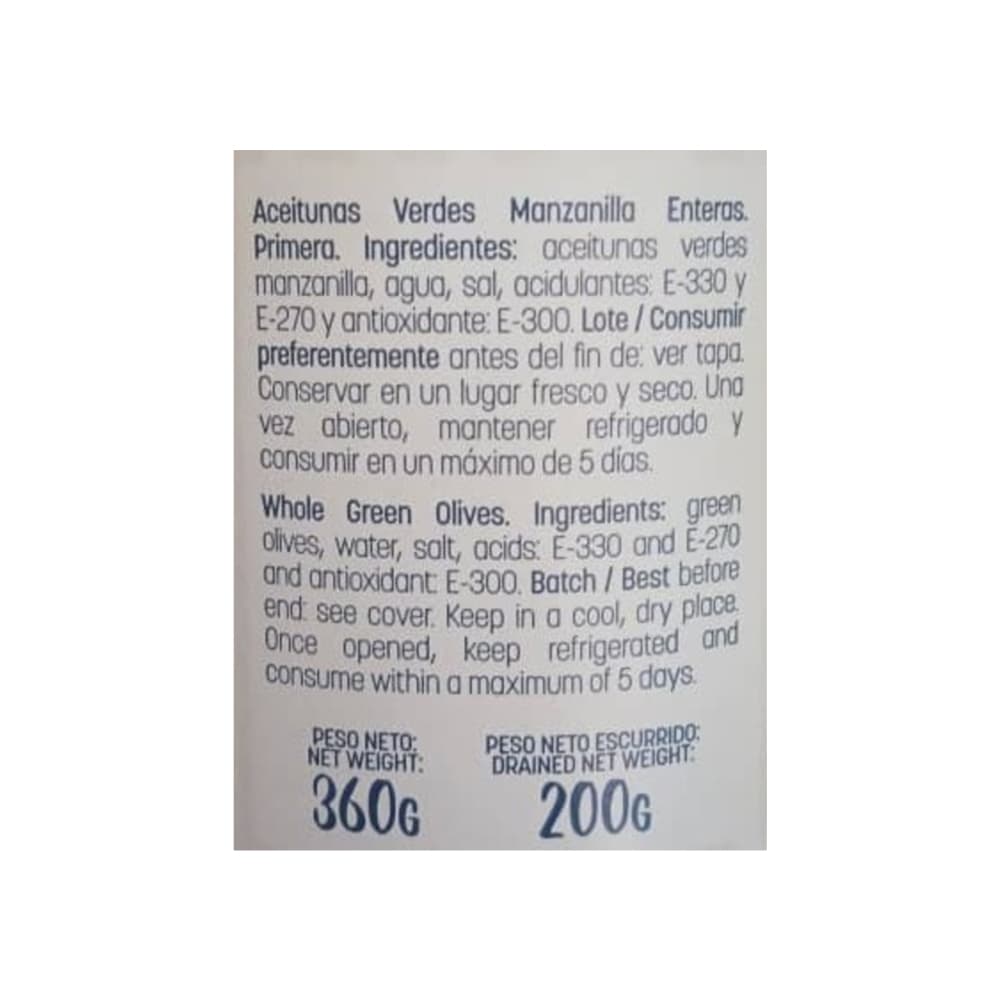 Aceitunas Verdes Manzanilla Enteras.
Primera. Ingredientes: aceitunas verdes
manzanilla, agua, sal, acidulantes: E-330 y
E-270 y antioxidante: E-300. Lote / Consumir
preferentemente antes del fin de: ver tapa.
Conservar en un lugar fresco y seco. Una
vez abierto, mantener refrigerado y
consumir en un máximo de 5 días.
Whole Green Olives. Ingredients: green
olives, water, salt, acids: E-330 and E-270
and antioxidant: E-300. Batch / Best before
end: see cover. Keep in a cool, dry place.
Once opened, keep refrigerated and
consume within a maximum of 5 days.
PESO NETO:
NET WEIGHT:
360G
PESO NETO ESCURRIDO:
DRAINED NET WEIGHT:
200G